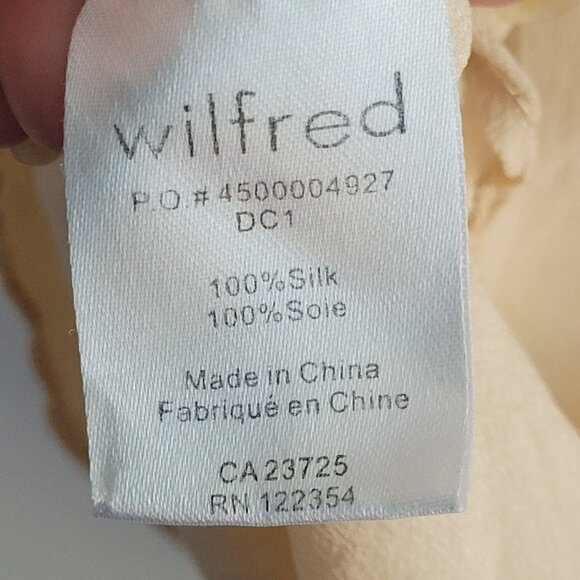 wilfred
P.O.# 4500004927
DC1
100%Silk
100%Soie
Made in China
Fabriqué en Chine
CA 23725
RN 122354